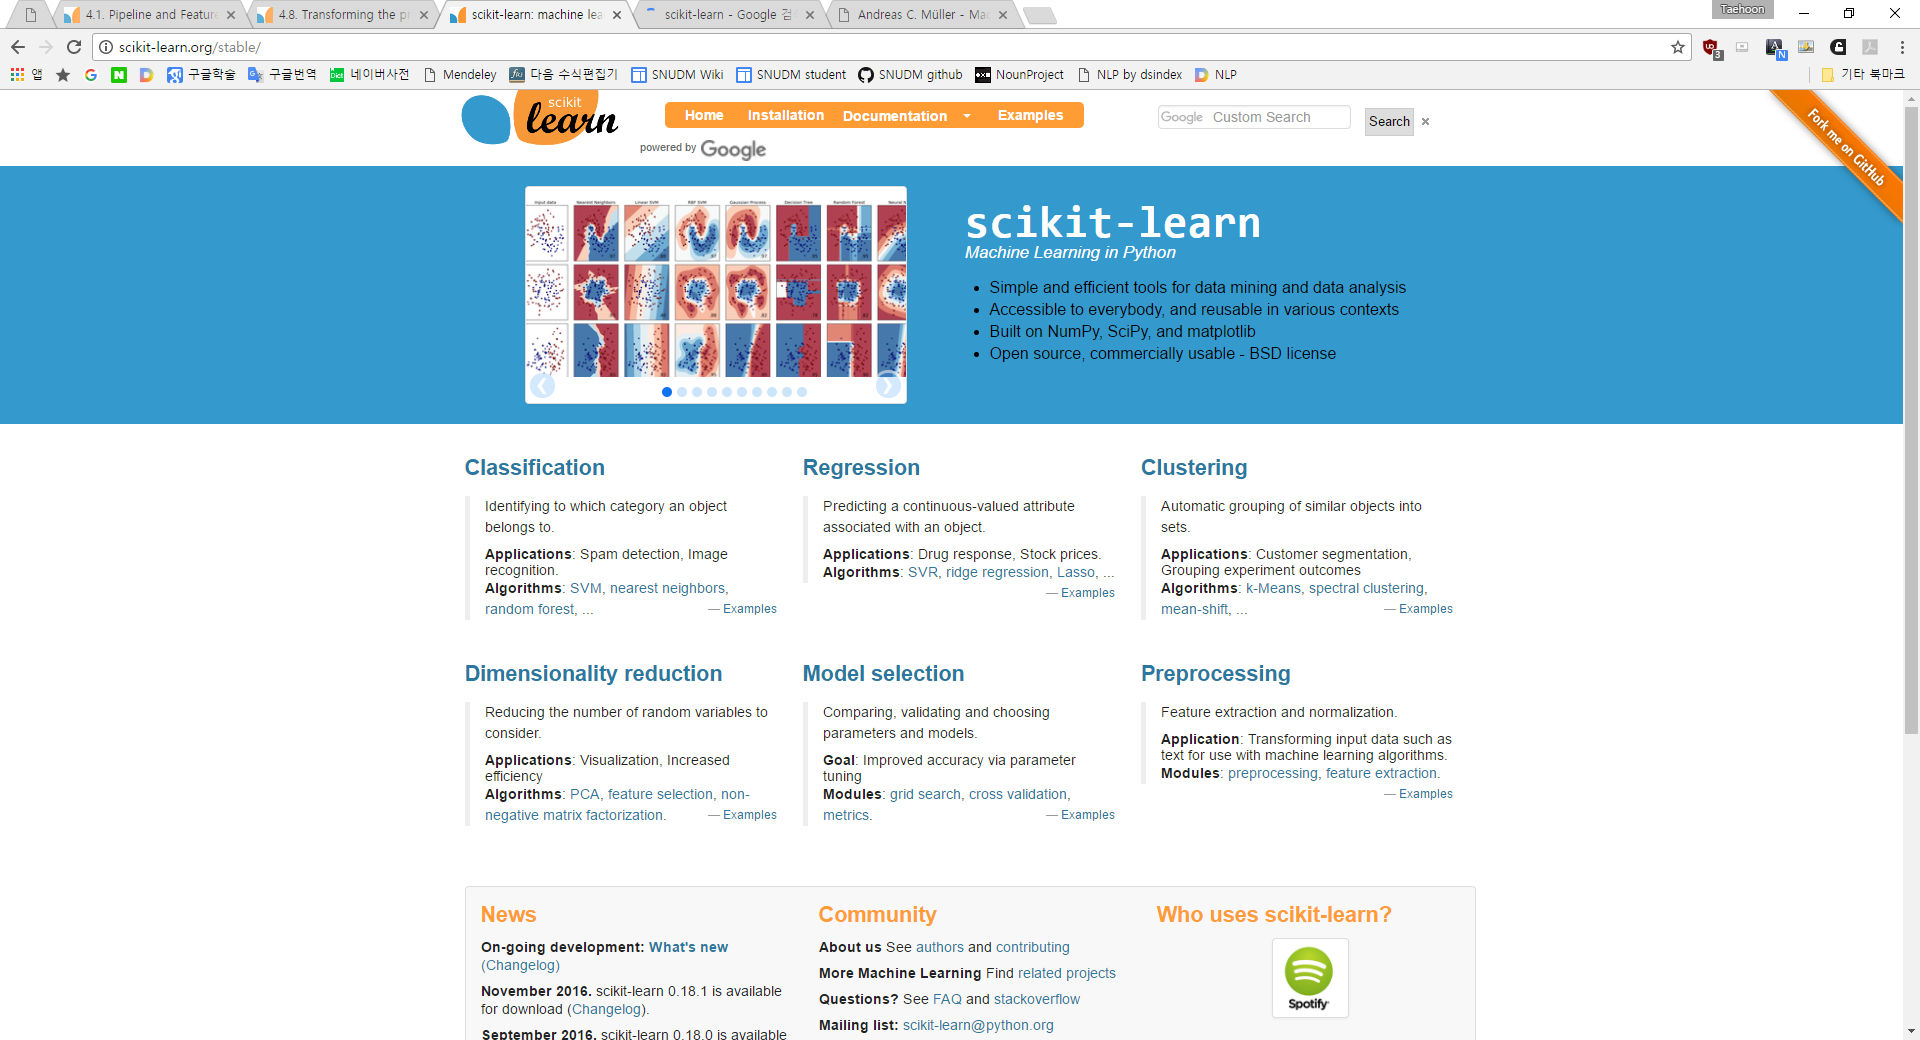 4.1. Pipeline and Feature
4.8. Transforming the pr
scikit-learn: machine lea
scikit-learn - Google 검
Andreas C. Müller - Mac
Taehoon
scikit-learn.org/stable/
앱
구글학술
구글번역
네이버사전
Mendeley
다음 수식편집기
SNUDM Wiki
SNUDM student
SNUDM github
NounProject
NLP by dsindex
NLP
기타 북마크
scikit
learn
Home
Installation
Documentation
Examples
Google Custom Search
Search
powered by Google
Fork me on GitHub
Input data
Nearest Neighbors
Linear SVM
RBF SVM
Gaussian Process
Decision Tree
Random Forest
Neural N
scikit-learn
Machine Learning in Python
Simple and efficient tools for data mining and data analysis
Accessible to everybody, and reusable in various contexts
Built on NumPy, SciPy, and matplotlib
Open source, commercially usable - BSD license
Classification
Identifying to which category an object
belongs to.
Applications: Spam detection, Image
recognition.
Algorithms: SVM, nearest neighbors,
random forest, ...
— Examples
Regression
Predicting a continuous-valued attribute
associated with an object.
Applications: Drug response, Stock prices.
Algorithms: SVR, ridge regression, Lasso, ...
— Examples
Clustering
Automatic grouping of similar objects into
sets.
Applications: Customer segmentation,
Grouping experiment outcomes
Algorithms: k-Means, spectral clustering,
mean-shift, ...
— Examples
Dimensionality reduction
Reducing the number of random variables to
consider.
Applications: Visualization, Increased
efficiency
Algorithms: PCA, feature selection, non-
negative matrix factorization.
— Examples
Model selection
Comparing, validating and choosing
parameters and models.
Goal: Improved accuracy via parameter
tuning
Modules: grid search, cross validation,
metrics.
— Examples
Preprocessing
Feature extraction and normalization.
Application: Transforming input data such as
text for use with machine learning algorithms.
Modules: preprocessing, feature extraction.
— Examples
News
On-going development: What's new
(Changelog)
November 2016. scikit-learn 0.18.1 is available
for download (Changelog).
September 2016. scikit-learn 0.18.0 is available
Community
About us See authors and contributing
More Machine Learning Find related projects
Questions? See FAQ and stackoverflow
Mailing list: scikit-learn@python.org
Who uses scikit-learn?
Spotify